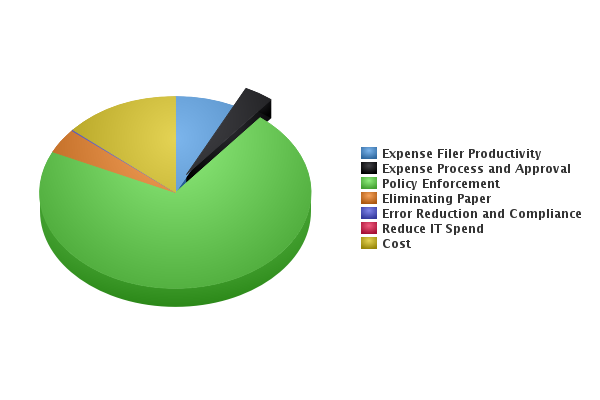 Expense Filer Productivity
Expense Process and Approval
Policy Enforcement
Eliminating Paper
Error Reduction and Compliance
Reduce IT Spend
Cost